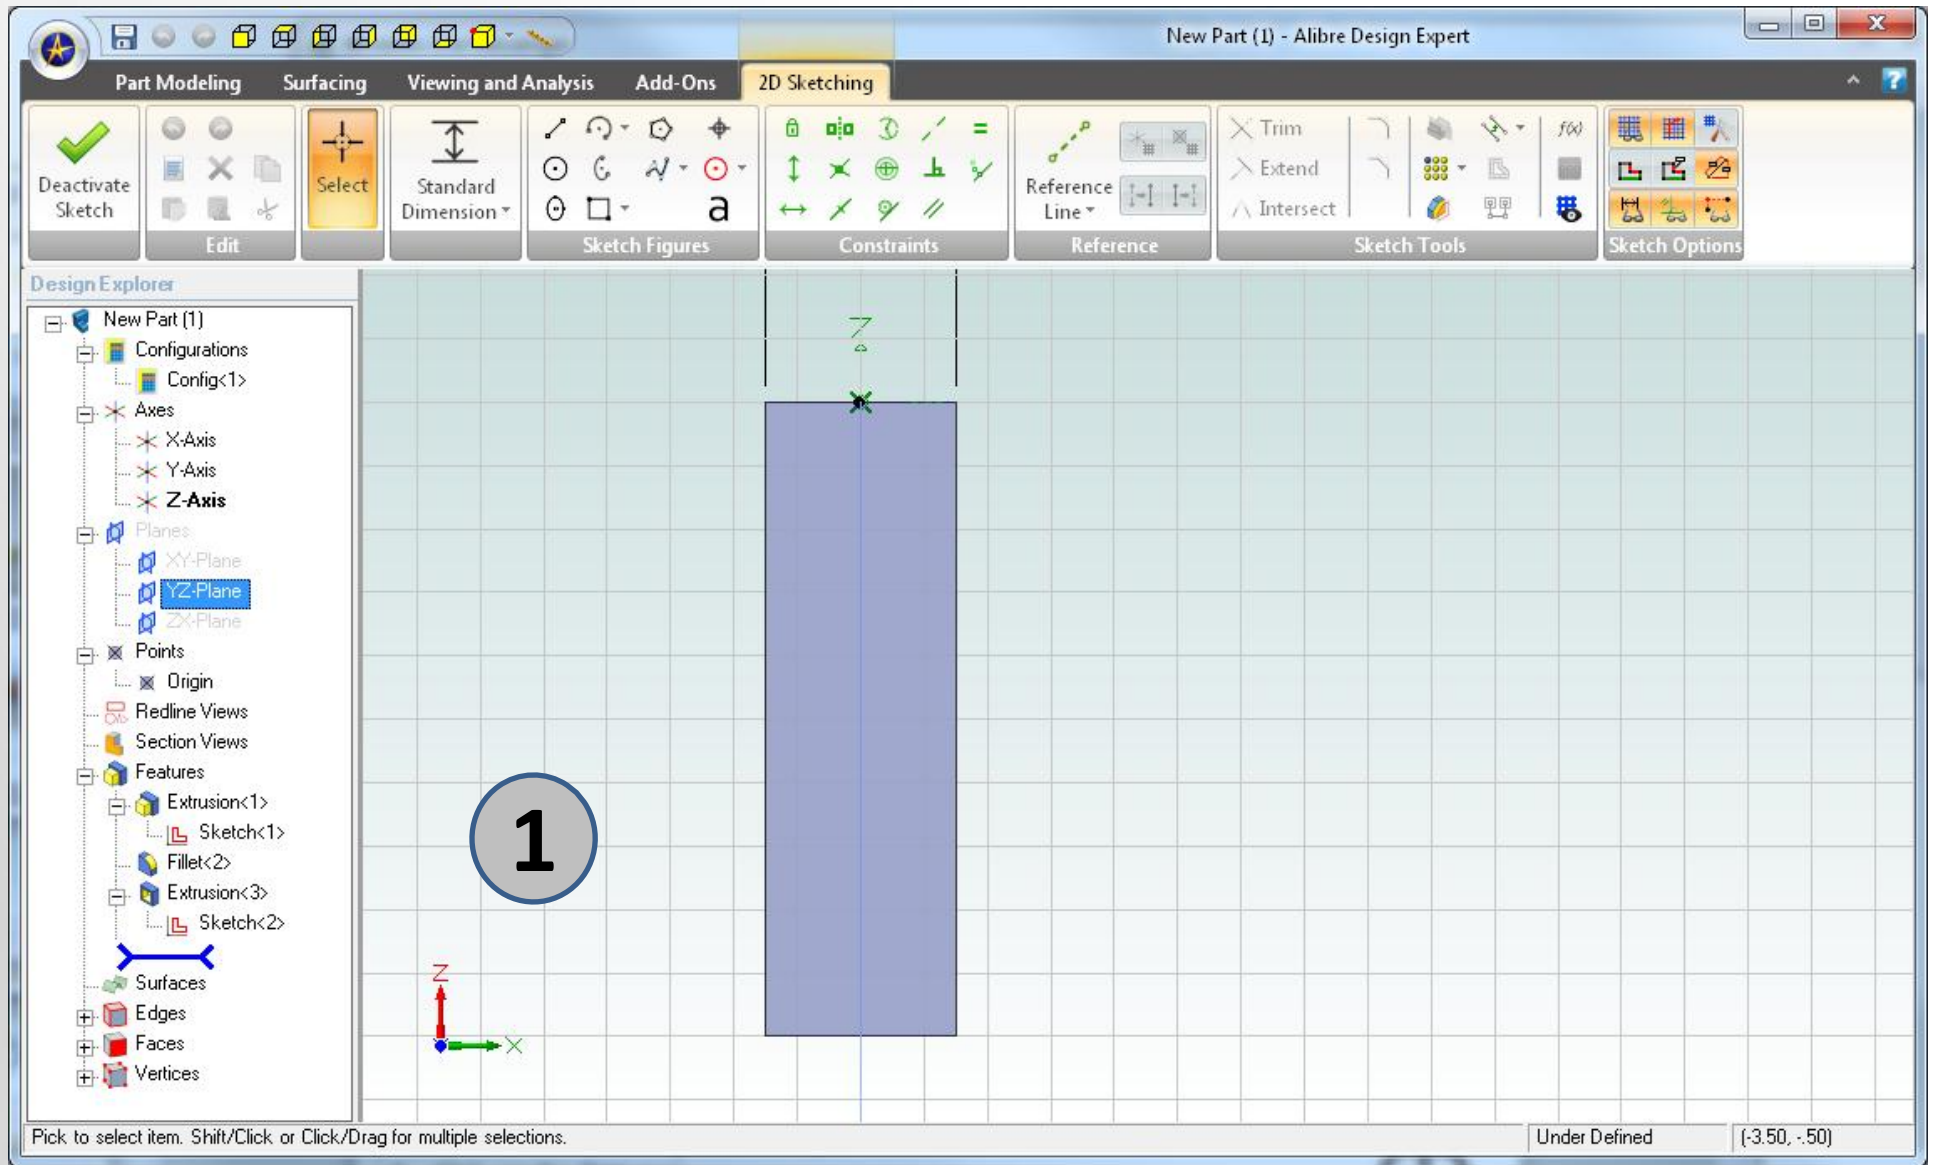 New Part (1) - Alibre Design Expert
Part Modeling Surfacing Viewing and Analysis Add-Ons 2D Sketching
Deactivate Sketch
Edit
Select
Standard Dimension
a
Sketch Figures
Constraints
Reference Line
Reference
Trim
Extend
Intersect
f(x)
Sketch Tools
Sketch Options
Design Explorer
New Part (1)
Configurations
Config<1>
Axes
X-Axis
Y-Axis
Z-Axis
Planes
XY-Plane
YZ-Plane
ZX-Plane
Points
Origin
Redline Views
Section Views
Features
Extrusion<1>
Sketch<1>
Fillet<2>
Extrusion<3>
Sketch<2>
Surfaces
Edges
Faces
Vertices
Z
1
Z
X
Pick to select item. Shift/Click or Click/Drag for multiple selections.
Under Defined
(-3.50, -.50)